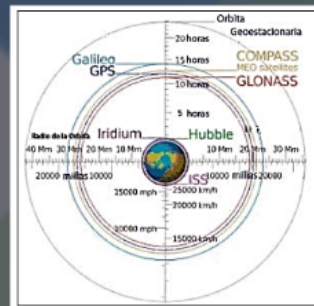 Orbita
Geoestacionaria
20 horas
Galileo
15 horas
COMPASS
MEO satellites
GPS
GLONASS
10 horas
5 horas
Radio de la Orbita
Iridium
Hubble
40 Mm 30 Mm 20 Mm 10 Mm
10 Mm 20 Mm 30 Mm
20000 millas 10000
10000 millas 20000
ISS
25000 mph
25000 km/h
20000 km/h
10000 mph
15000 km/h